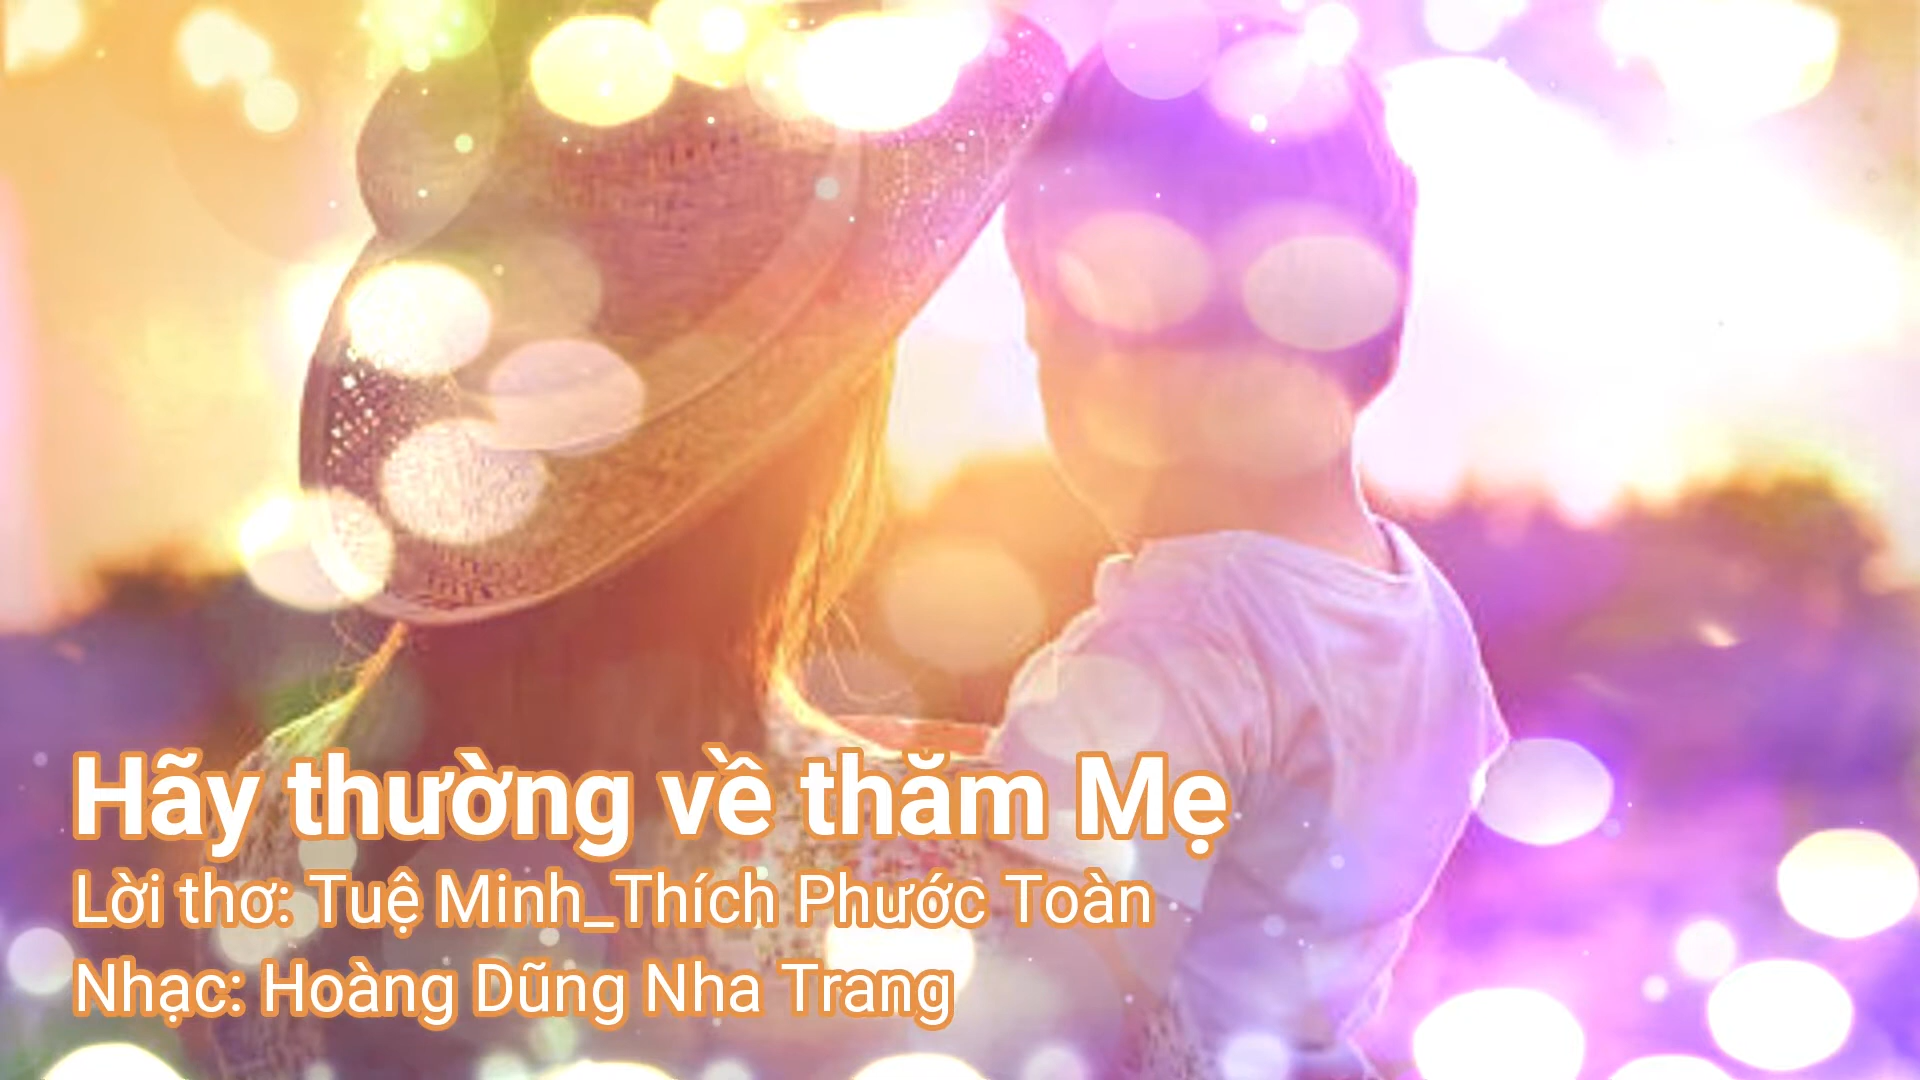 Hãy thường về thăm Mẹ
Lời thơ: Tuệ Minh_Thích Phước Toàn
Nhạc: Hoàng Dũng Nha Trang